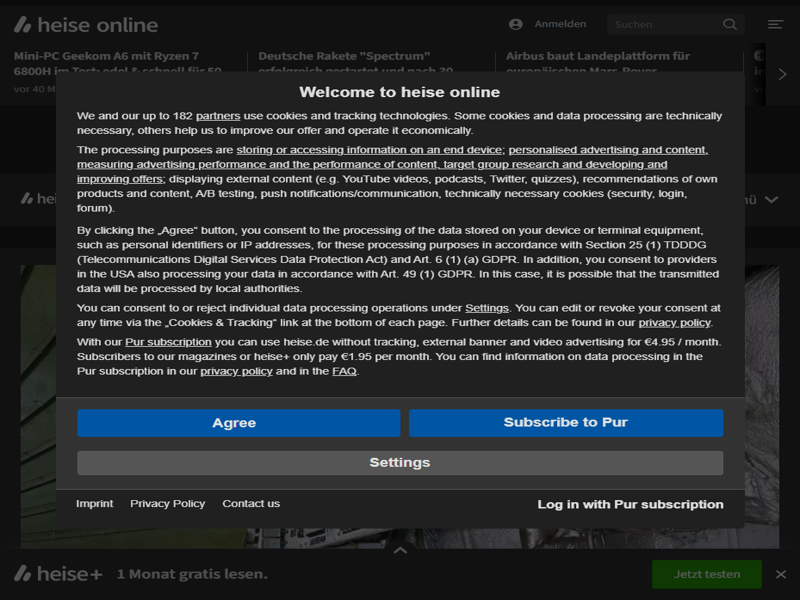 heise online
Anmelden
Suchen
Mini-PC Geekom A6 mit Ryzen 7
6800H im Test: edel & schnell für 50
vor 40 M
Deutsche Rakete "Spectrum"
erfolgreich gestartet und nach 30
Airbus baut Landeplattform für
europäischen Mars-Rover
Welcome to heise online
We and our up to 182 partners use cookies and tracking technologies. Some cookies and data processing are technically
necessary, others help us to improve our offer and operate it economically.
The processing purposes are storing or accessing information on an end device; personalised advertising and content,
measuring advertising performance and the performance of content, target group research and developing and
improving offers; displaying external content (e.g. YouTube videos, podcasts, Twitter, quizzes), recommendations of own
products and content, A/B testing, push notifications/communication, technically necessary cookies (security, login,
forum).
By clicking the „Agree“ button, you consent to the processing of the data stored on your device or terminal equipment,
such as personal identifiers or IP addresses, for these processing purposes in accordance with Section 25 (1) TDDDG
(Telecommunications Digital Services Data Protection Act) and Art. 6 (1) (a) GDPR. In addition, you consent to providers
in the USA also processing your data in accordance with Art. 49 (1) GDPR. In this case, it is possible that the transmitted
data will be processed by local authorities.
You can consent to or reject individual data processing operations under Settings. You can edit or revoke your consent at
any time via the „Cookies & Tracking“ link at the bottom of each page. Further details can be found in our privacy policy.
With our Pur subscription you can use heise.de without tracking, external banner and video advertising for €4.95 / month.
Subscribers to our magazines or heise+ only pay €1.95 per month. You can find information on data processing in the
Pur subscription in our privacy policy and in the FAQ.
Agree
Subscribe to Pur
Settings
Imprint
Privacy Policy
Contact us
Log in with Pur subscription
heise+
1 Monat gratis lesen.
Jetzt testen